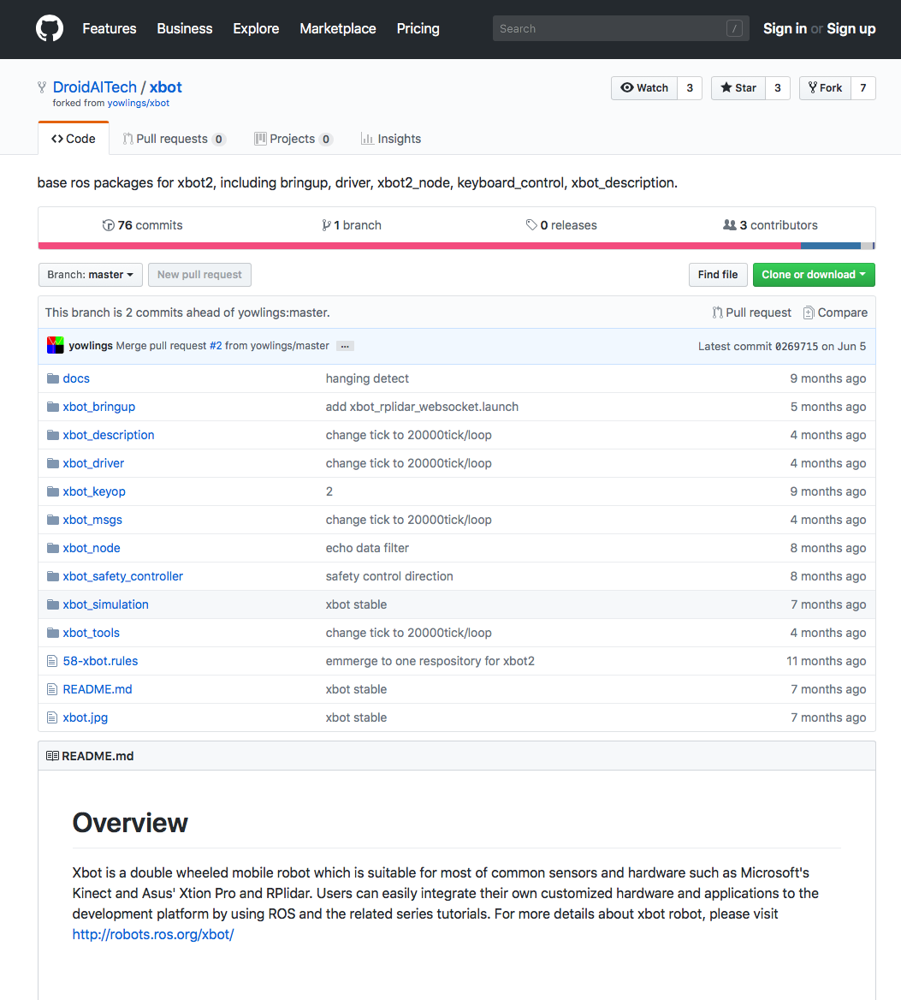 Features Business Explore Marketplace Pricing Search / Sign in or Sign up
DroidAITech / xbot Watch 3 Star 3 Fork 7
forked from yowlings/xbot
Code Pull requests 0 Projects 0 Insights
base ros packages for xbot2, including bringup, driver, xbot2_node, keyboard_control, xbot_description.
76 commits 1 branch 0 releases 3 contributors
Branch: master New pull request Find file Clone or download
This branch is 2 commits ahead of yowlings:master. Pull request Compare
yowlings Merge pull request #2 from yowlings/master … Latest commit 0269715 on Jun 5
docs hanging detect 9 months ago
xbot_bringup add xbot_rplidar_websocket.launch 5 months ago
xbot_description change tick to 20000tick/loop 4 months ago
xbot_driver change tick to 20000tick/loop 4 months ago
xbot_keyop 2 9 months ago
xbot_msgs change tick to 20000tick/loop 4 months ago
xbot_node echo data filter 8 months ago
xbot_safety_controller safety control direction 8 months ago
xbot_simulation xbot stable 7 months ago
xbot_tools change tick to 20000tick/loop 4 months ago
58-xbot.rules emmerge to one respository for xbot2 11 months ago
README.md xbot stable 7 months ago
xbot.jpg xbot stable 7 months ago
README.md
Overview
Xbot is a double wheeled mobile robot which is suitable for most of common sensors and hardware such as Microsoft's
Kinect and Asus' Xtion Pro and RPlidar. Users can easily integrate their own customized hardware and applications to the
development platform by using ROS and the related series tutorials. For more details about xbot robot, please visit
http://robots.ros.org/xbot/